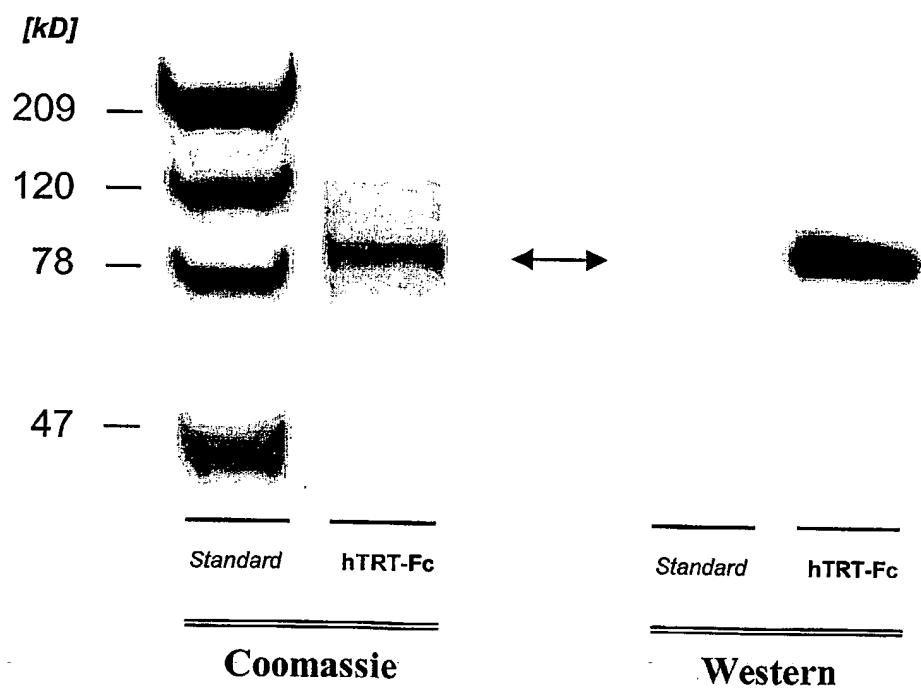 [kD]
209
120
78
47
Standard hTRT-Fc
Standard hTRT-Fc
Coomassie
Western